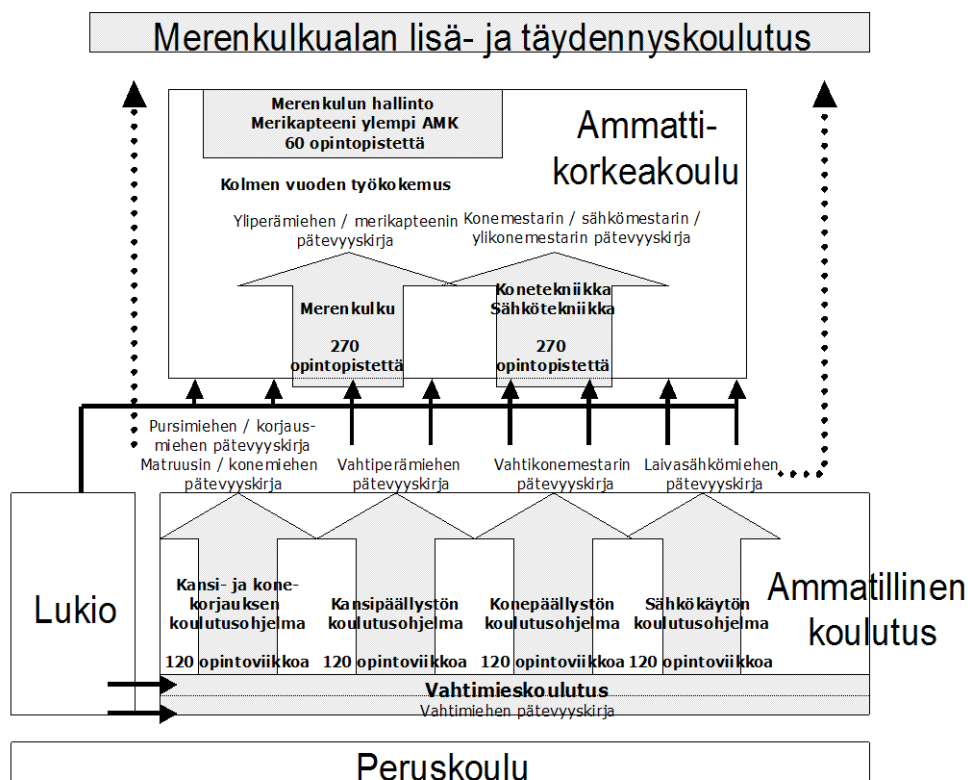 Merenkulkualan lisä- ja täydennyskoulutus
Merenkulun hallinto
Merikapteeni ylempi AMK
60 opintopistettä
Ammatti-
korkeakoulu
Kolmen vuoden työkokemus
Yliperämiehen / merikapteenin
pätevyyskirja
Konemestarin / sähkömestarin /
ylikonemestarin pätevyyskirja
Merenkulku
270
opintopistettä
Konetekniikka
Sähkötekniikka
270
opintopistettä
Pursimiehen / korjaus-
miehen pätevyyskirja
Matruusin / konemiehen
pätevyyskirja
Vahtiperämiehen
pätevyyskirja
Vahtikonemestarin
pätevyyskirja
Laivasähkömiehen
pätevyyskirja
Lukio
Kansi- ja kone-
korjauksen
koulutusohjelma
120 opintoviikkoa
Kansipäällystön
koulutusohjelma
120 opintoviikkoa
Konepäällystön
koulutusohjelma
120 opintoviikkoa
Sähkökäytön
koulutusohjelma
120 opintoviikkoa
Ammatillinen
koulutus
Vahtimieskoulutus
Vahtimiehen pätevyyskirja
Peruskoulu